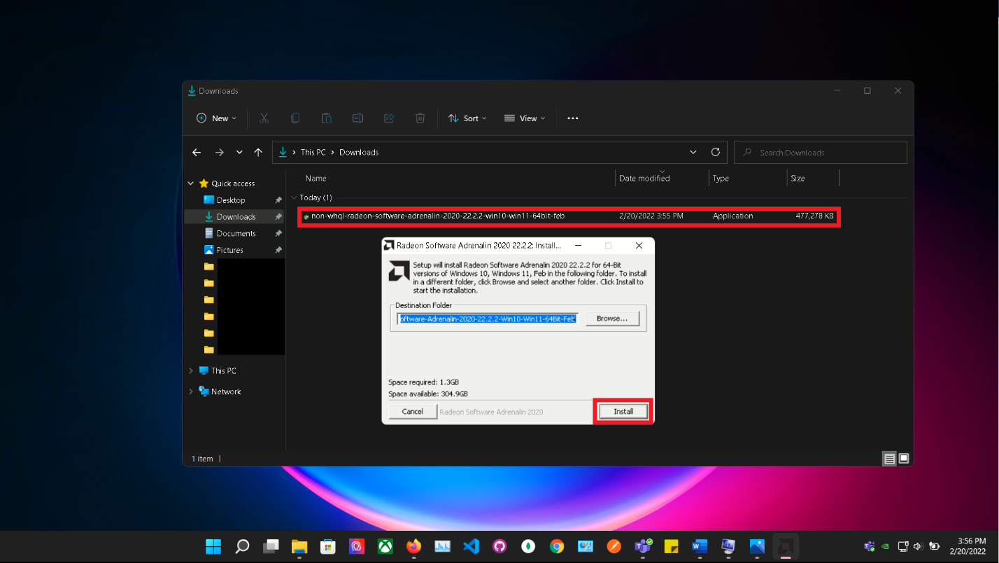 Downloads
New
Sort
View
This PC
Downloads
Search Downloads
Name
Date modified
Type
Size
Quick access
Desktop
Downloads
Documents
Pictures
This PC
Network
Today (1)
non-whql-radeon-software-adrenalin-2020-22.2.2-win10-win11-64bit-feb 2/20/2022 3:55 PM Application 477,278 KB
Radeon Software Adrenalin 2020 22.2.2: Install...
Setup will install Radeon Software Adrenalin 2020 22.2.2 for 64-Bit
versions of Windows 10, Windows 11, Feb in the following folder. To install
in a different folder, click Browse and select another folder. Click Install to
start the installation.
Destination Folder
oftware-Adrenalin-2020-22.2.2-Win10-Win11-64Bit-Feb
Browse...
Space required: 1.3GB
Space available: 304.9GB
Cancel
Radeon Software Adrenalin 2020
Install
1 item
3:56 PM
2/20/2022